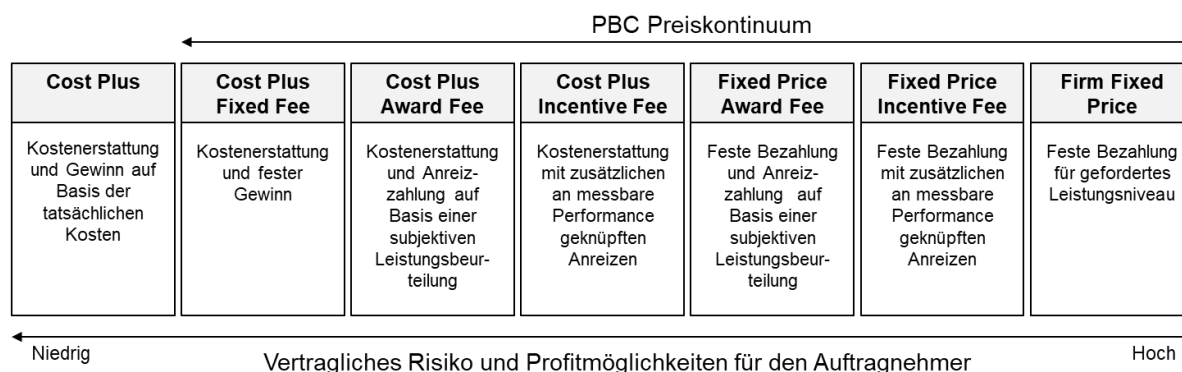 PBC Preiskontinuum
Cost Plus
Kostenerstattung
und Gewinn auf
Basis der
tatsächlichen
Kosten
Cost Plus
Fixed Fee
Kostenerstattung
und fester
Gewinn
Cost Plus
Award Fee
Kostenerstattung
und Anreiz-
zahlung auf
Basis einer
subjektiven
Leistungsbeur-
teilung
Cost Plus
Incentive Fee
Kostenerstattung
mit zusätzlichen
an messbare
Performance
geknüpften
Anreizen
Fixed Price
Award Fee
Feste Bezahlung
und Anreiz-
zahlung auf
Basis einer
subjektiven
Leistungsbeur-
teilung
Fixed Price
Incentive Fee
Feste Bezahlung
mit zusätzlichen
an messbare
Performance
geknüpften
Anreizen
Firm Fixed
Price
Feste Bezahlung
für gefordertes
Leistungsniveau
Niedrig
Vertragliches Risiko und Profitmöglichkeiten für den Auftragnehmer
Hoch